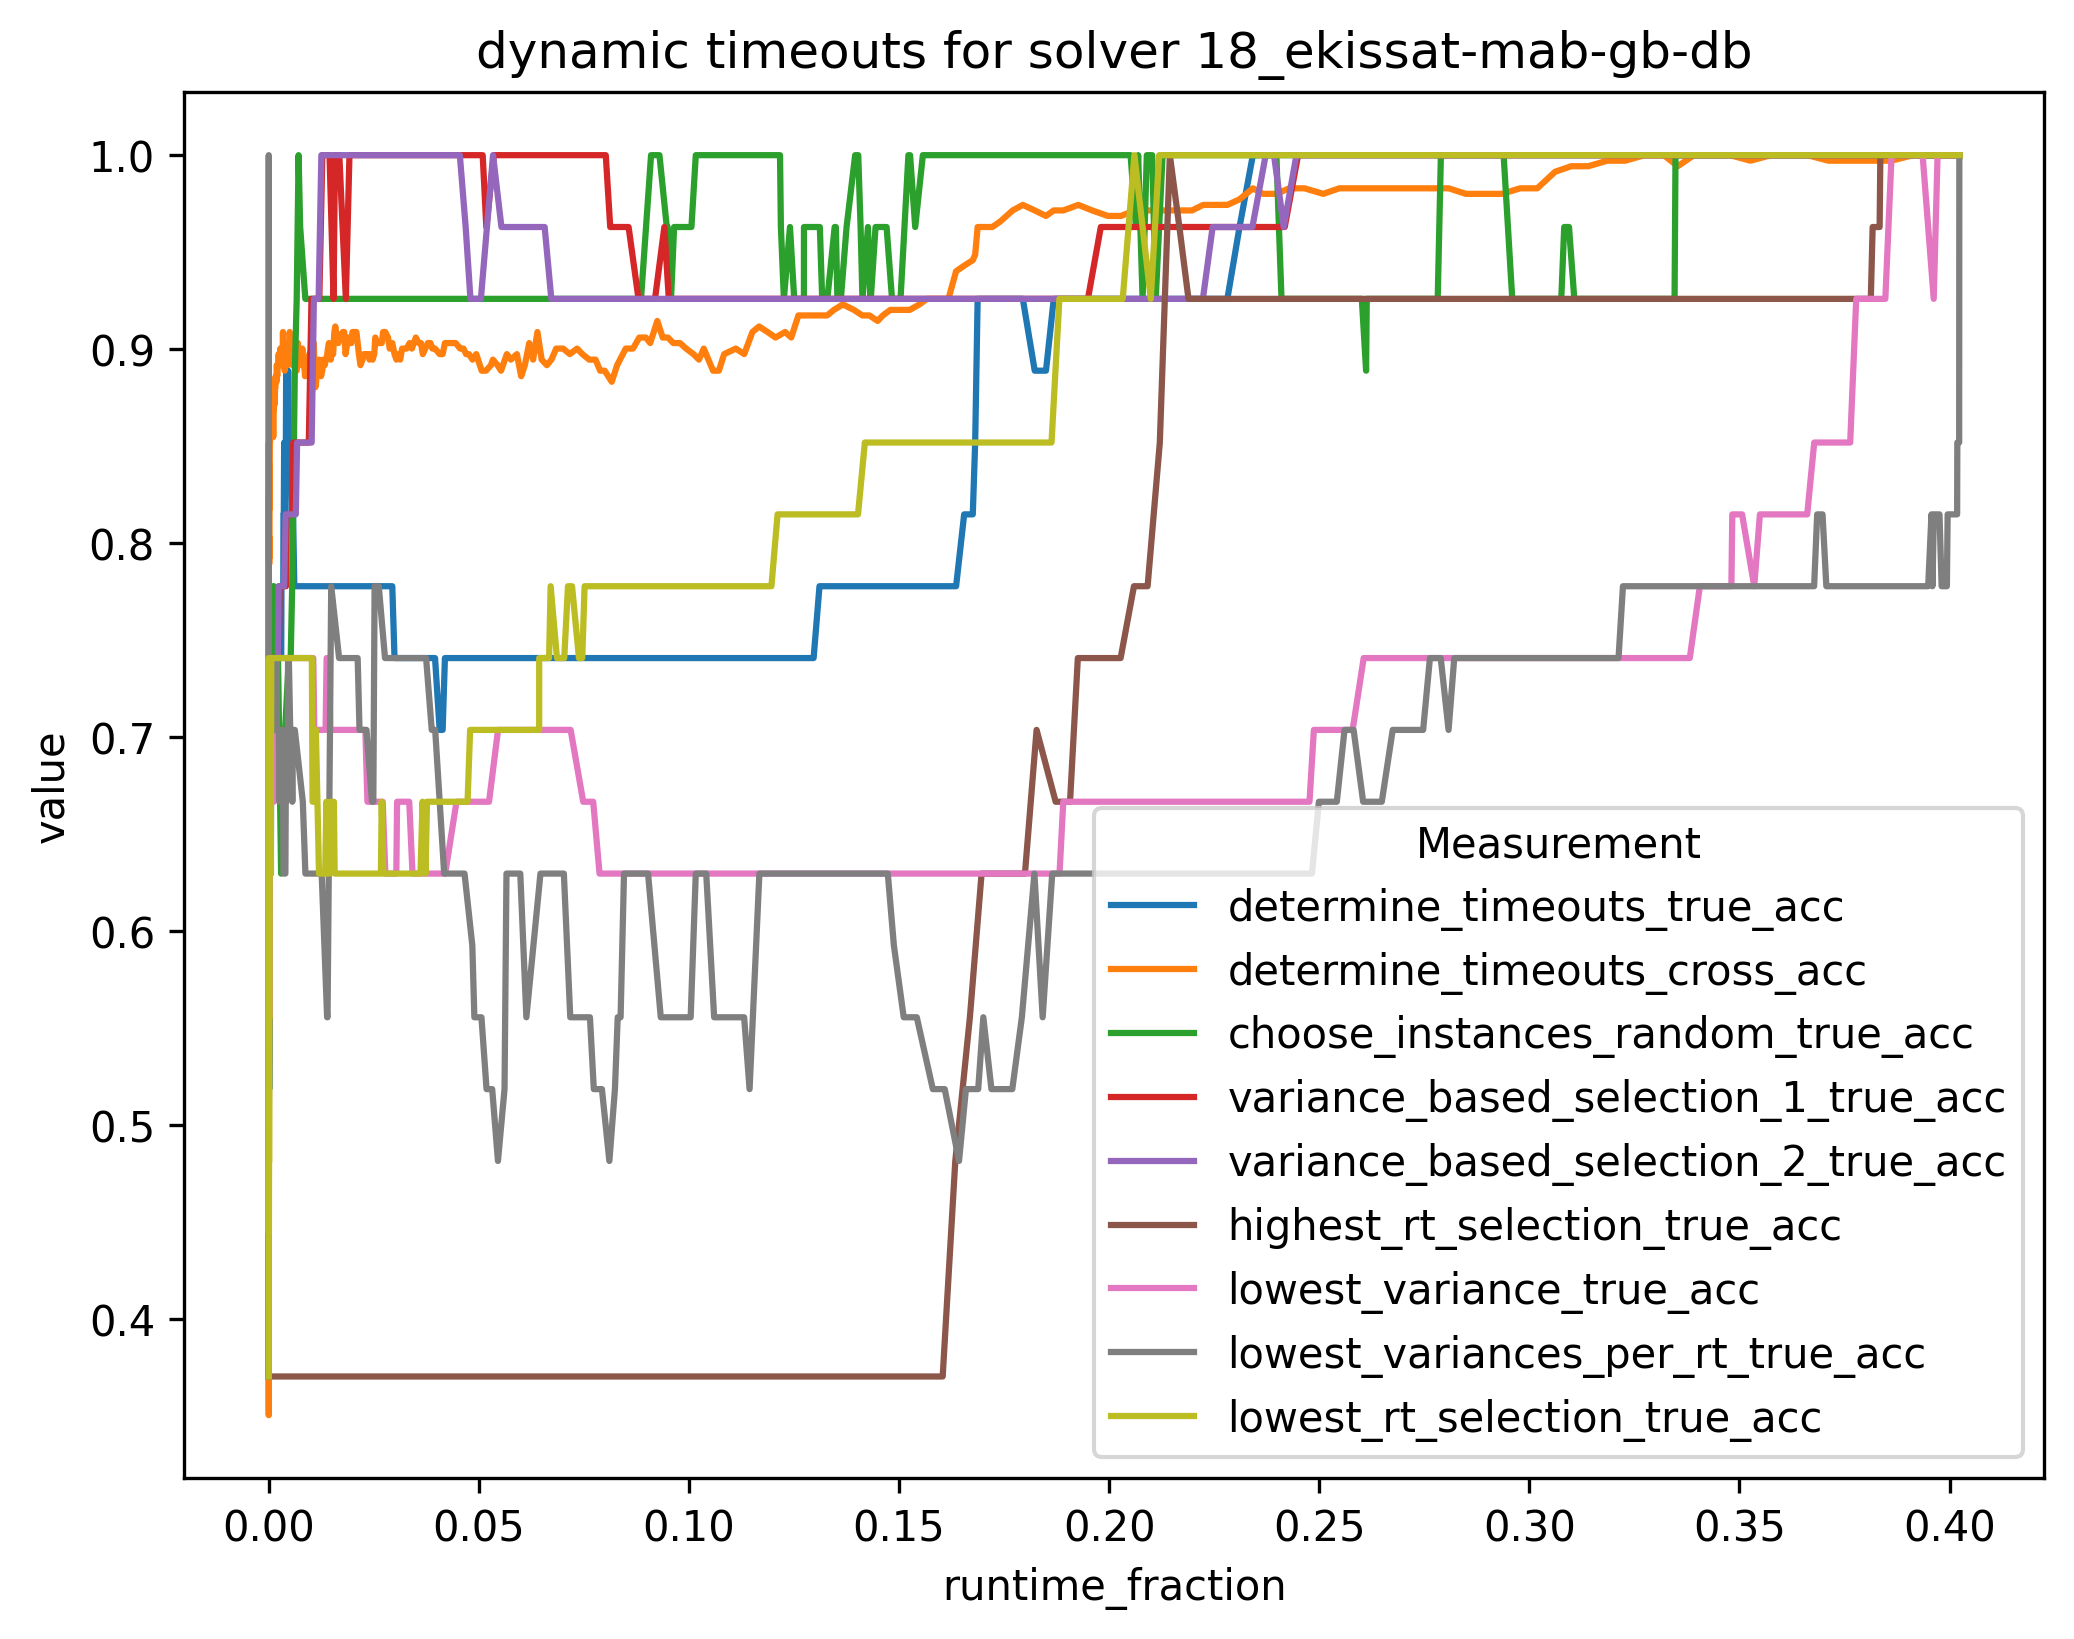 dynamic timeouts for solver 18_ekissat-mab-gb-db
value
1.0
0.9
0.8
0.7
0.6
0.5
0.4
Measurement
determine_timeouts_true_acc
determine_timeouts_cross_acc
choose_instances_random_true_acc
variance_based_selection_1_true_acc
variance_based_selection_2_true_acc
highest_rt_selection_true_acc
lowest_variance_true_acc
lowest_variances_per_rt_true_acc
lowest_rt_selection_true_acc
0.00 0.05 0.10 0.15 0.20 0.25 0.30 0.35 0.40
runtime_fraction